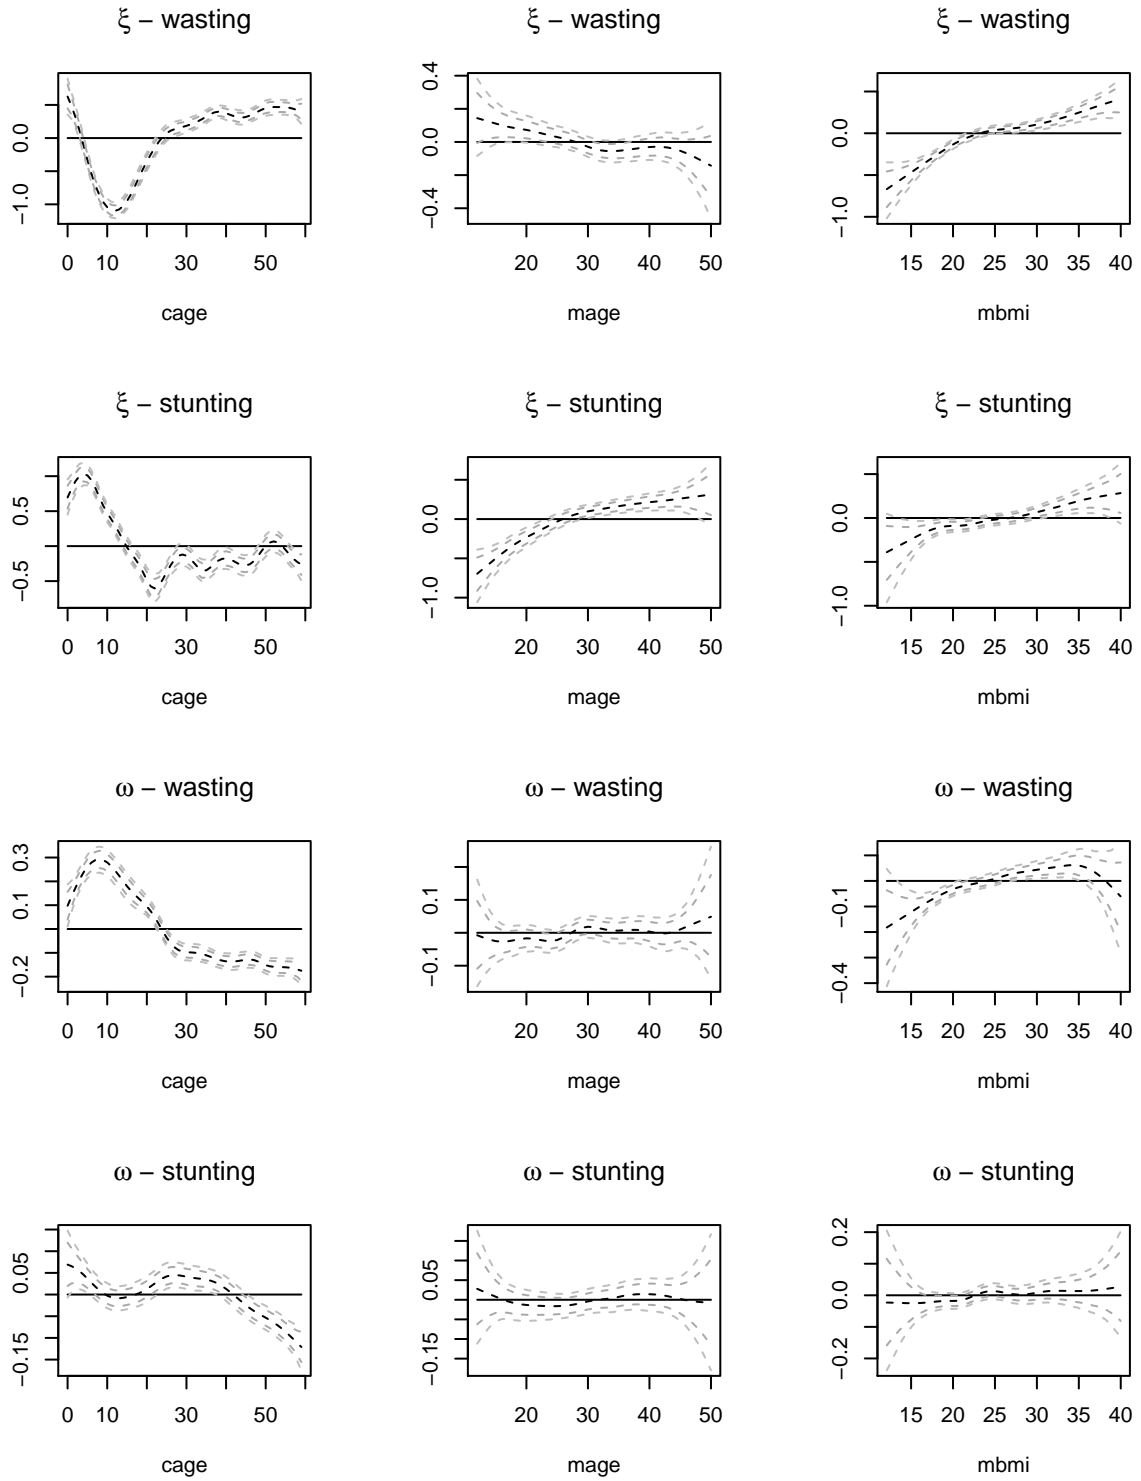 ξ − wasting
0.0
−1.0
0 10 30 50
cage
ξ − wasting
0.4
0.0
−0.4
20 30 40 50
mage
ξ − wasting
0.0
−1.0
15 20 25 30 35 40
mbmi
ξ − stunting
0.5
−0.5
0 10 30 50
cage
ξ − stunting
0.0
−1.0
20 30 40 50
mage
ξ − stunting
0.0
−1.0
15 20 25 30 35 40
mbmi
ω − wasting
0.3
0.1
−0.2
0 10 30 50
cage
ω − wasting
0.1
−0.1
20 30 40 50
mage
ω − wasting
−0.1
−0.4
15 20 25 30 35 40
mbmi
ω − stunting
0.05
−0.15
0 10 30 50
cage
ω − stunting
0.05
−0.15
20 30 40 50
mage
ω − stunting
0.2
0.0
−0.2
15 20 25 30 35 40
mbmi